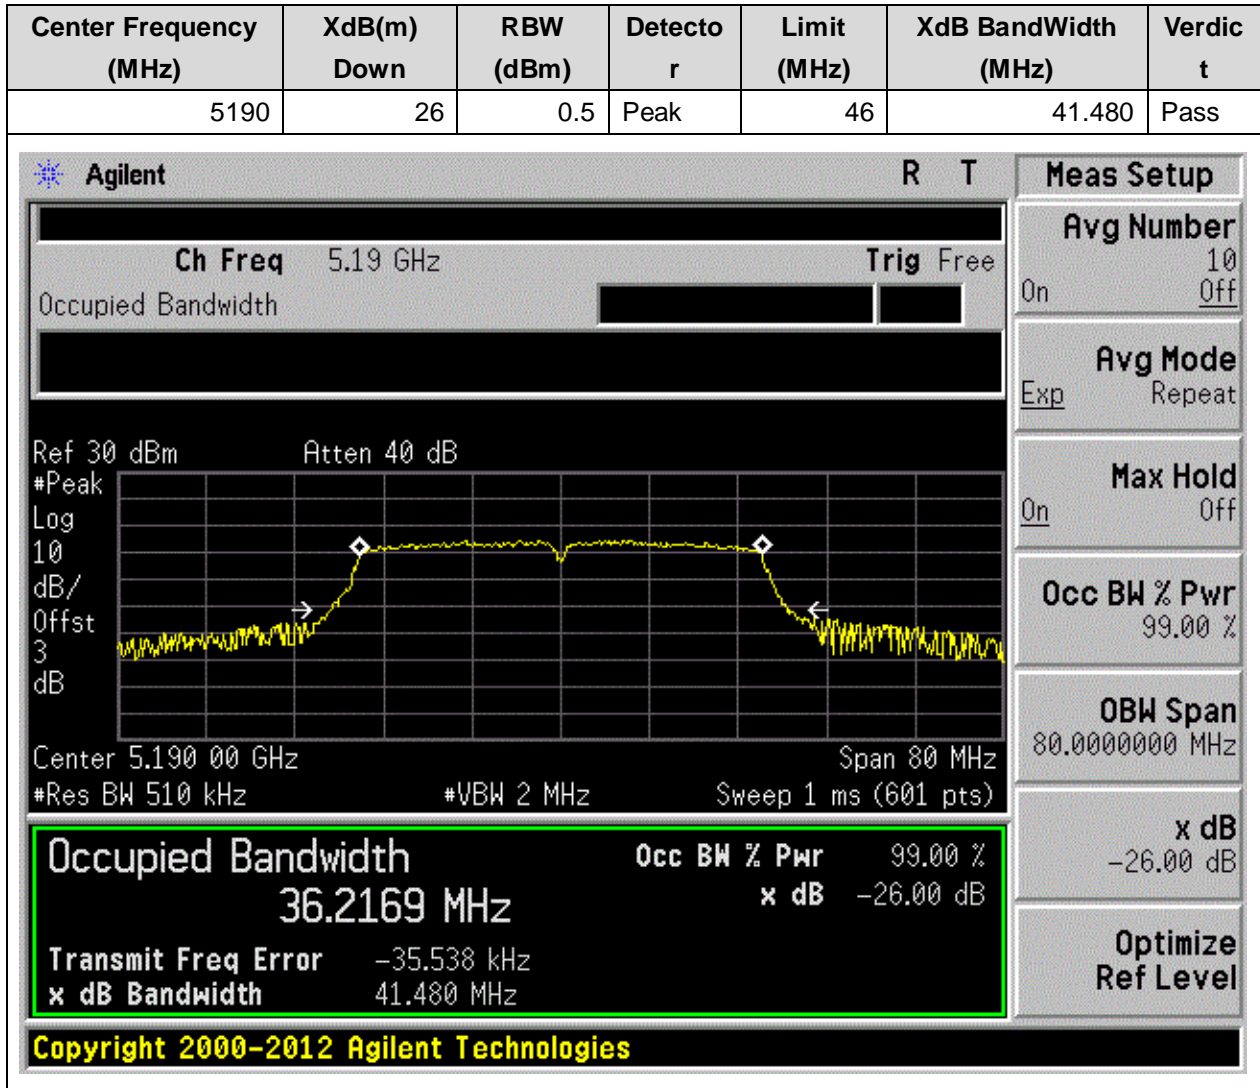 Center Frequency XdB(m) RBW Detecto Limit XdB BandWidth Verdic
(MHz) Down (dBm) r (MHz) (MHz) t
5190 26 0.5 Peak 46 41.480 Pass
Agilent R T Meas Setup
Avg Number
10
On Off
Ch Freq 5.19 GHz Trig Free
Occupied Bandwidth
Avg Mode
Exp Repeat
Max Hold
On Off
Occ BW % Pwr
99.00 %
OBW Span
80.0000000 MHz
x dB
-26.00 dB
Optimize
Ref Level
Ref 30 dBm Atten 40 dB
#Peak
Log
10
dB/
Offst
3
dB
Center 5.190 00 GHz Span 80 MHz
#Res BW 510 kHz #VBW 2 MHz Sweep 1 ms (601 pts)
Occupied Bandwidth Occ BW % Pwr 99.00 %
36.2169 MHz x dB -26.00 dB
Transmit Freq Error -35.538 kHz
x dB Bandwidth 41.480 MHz
Copyright 2000-2012 Agilent Technologies